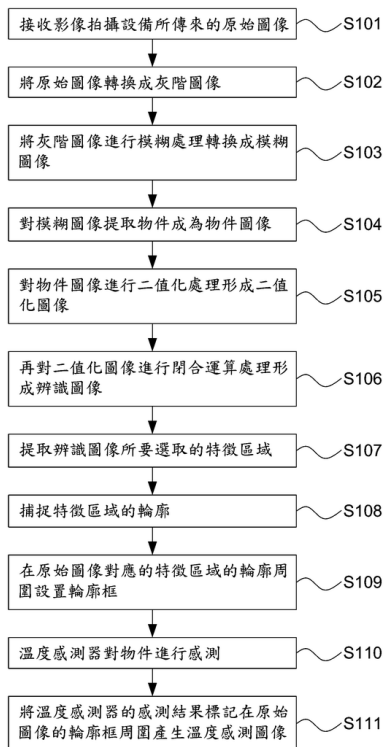 接收影像拍攝設備所傳來的原始圖像
S101
將原始圖像轉換成灰階圖像
S102
將灰階圖像進行模糊處理轉換成模糊
圖像
S103
對模糊圖像提取物件成為物件圖像
S104
對物件圖像進行二值化處理形成二值
化圖像
S105
再對二值化圖像進行閉合運算處理形
成辨識圖像
S106
提取辨識圖像所要選取的特徵區域
S107
捕捉特徵區域的輪廓
S108
在原始圖像對應的特徵區域的輪廓周
圍設置輪廓框
S109
溫度感測器對物件進行感測
S110
將溫度感測器的感測結果標記在原始
圖像的輪廓框周圍產生溫度感測圖像
S111